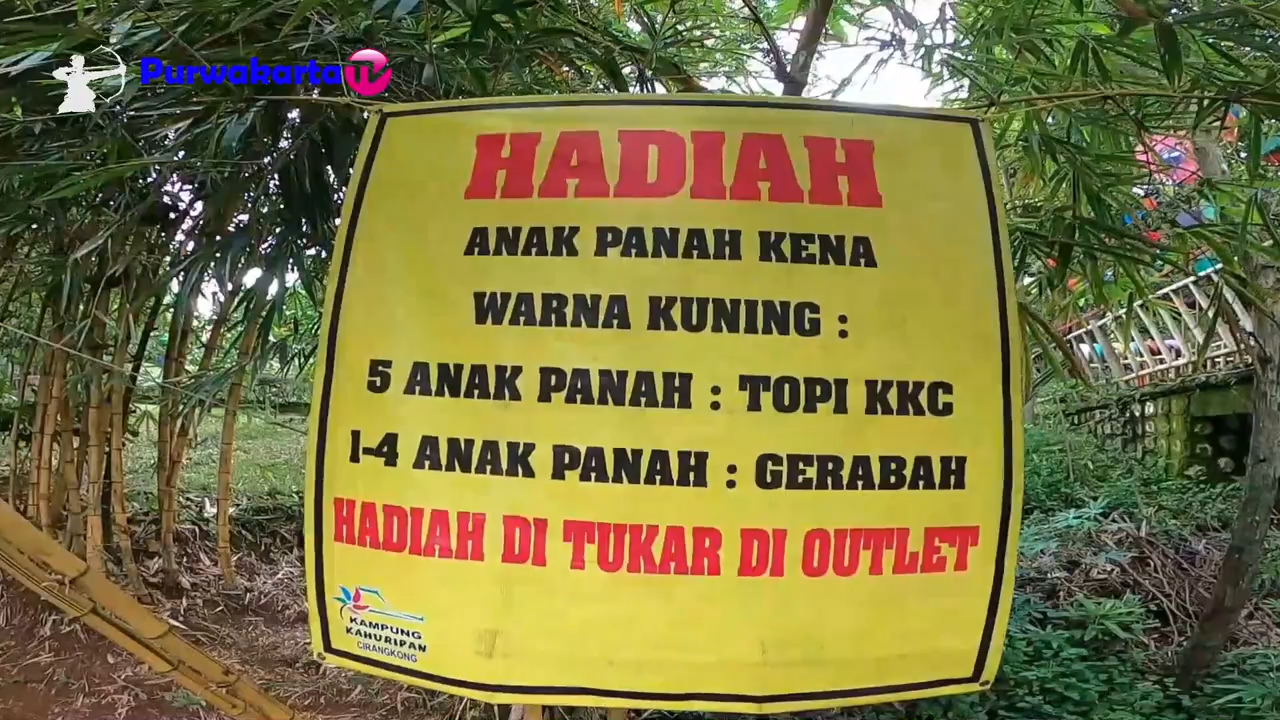 PurwakartaTV
HADIAH
ANAK PANAH KENA
WARNA KUNING :
5 ANAK PANAH : TOPI KKC
1-4 ANAK PANAH : GERABAH
HADIAH DI TUKAR DI OUTLET
KAMPUNG
KAHURIPAN
CIRANGKONG